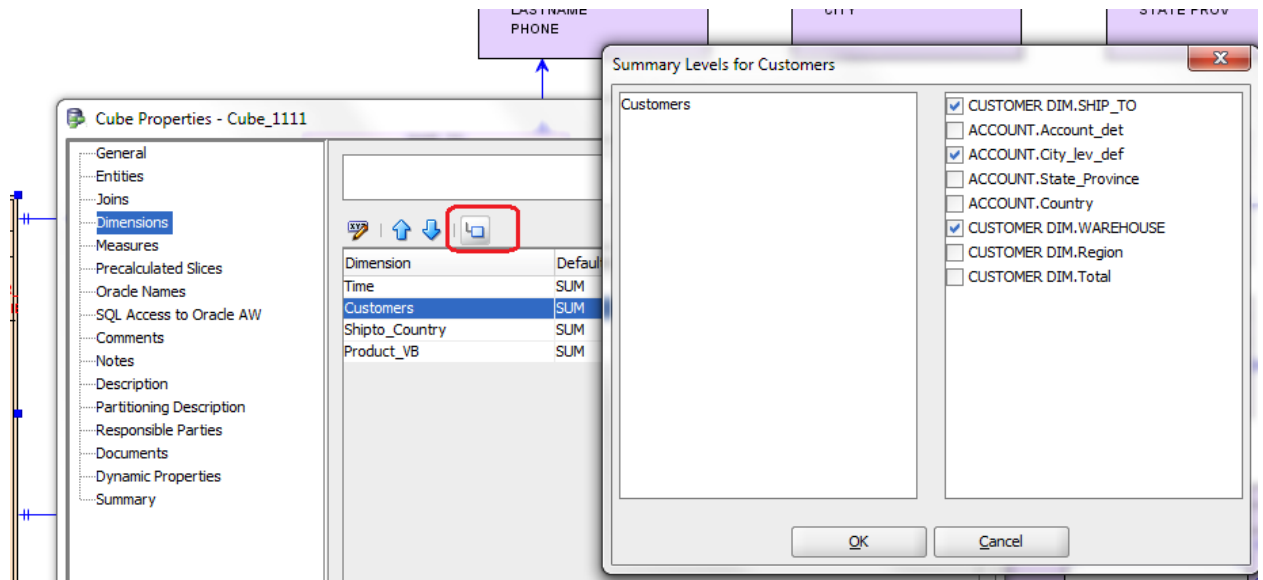 LASTNAME
PHONE
CITY
STATE PROV
Summary Levels for Customers
Customers
CUSTOMER DIM.SHIP_TO
ACCOUNT.Account_det
ACCOUNT.City_lev_def
ACCOUNT.State_Province
ACCOUNT.Country
CUSTOMER DIM.WAREHOUSE
CUSTOMER DIM.Region
CUSTOMER DIM.Total
OK
Cancel
Cube Properties - Cube_1111
General
Entities
Joins
Dimensions
Measures
Precalculated Slices
Oracle Names
SQL Access to Oracle AW
Comments
Notes
Description
Partitioning Description
Responsible Parties
Documents
Dynamic Properties
Summary
XYZ
Dimension Defaul
Time SUM
Customers SUM
Shipto_Country SUM
Product_VB SUM